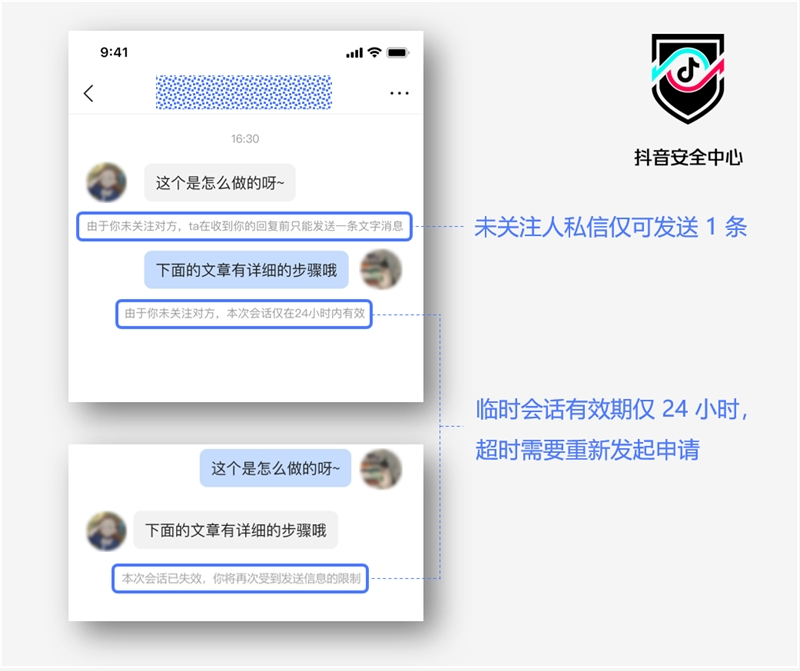 9:41
16:30
这个是怎么做的呀~
由于你未关注对方，ta在收到你的回复前只能发送一条文字消息
下面的文章有详细的步骤哦
由于你未关注对方，本次会话仅在24小时内有效
这个是怎么做的呀~
下面的文章有详细的步骤哦
本次会话已失效，你将再次受到发送信息的限制
抖音安全中心
未关注人私信仅可发送 1 条
临时会话有效期仅 24 小时，
超时需要重新发起申请